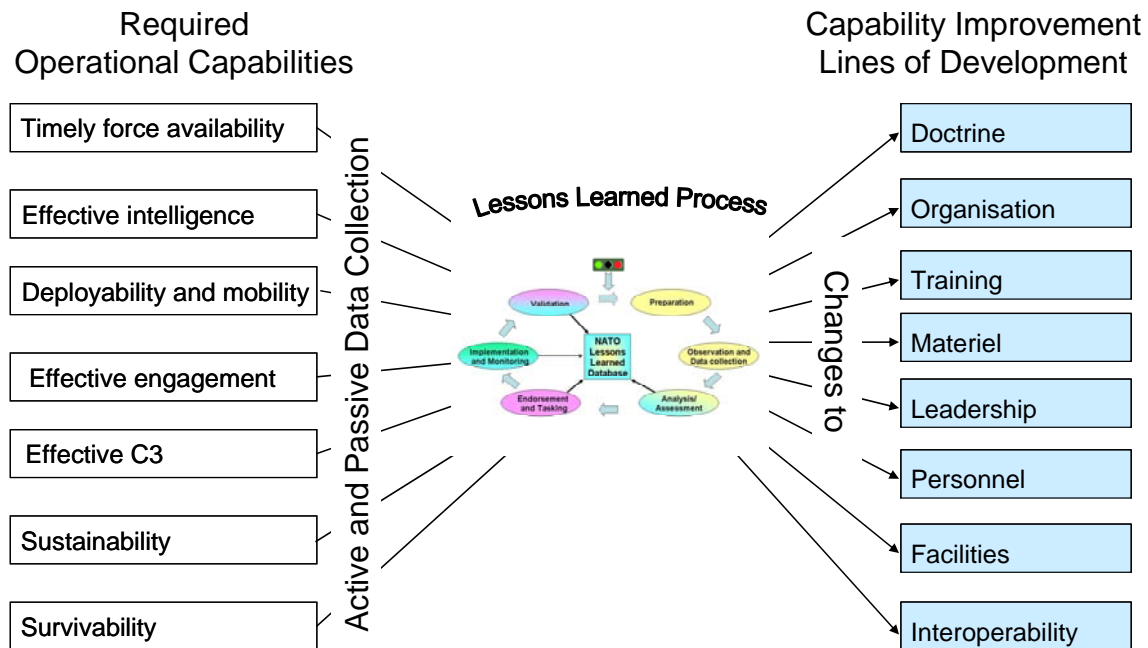 Required
Operational Capabilities
Capability Improvement
Lines of Development
Timely force availability
Effective intelligence
Deployability and mobility
Effective engagement
Effective C3
Sustainability
Survivability
Active and Passive Data Collection
Lessons Learned Process
Validation
Preparation
Implementation
and Monitoring
NATO
Lessons
Learned
Database
Observation and
Data collection
Endorsement
and Tasking
Analysis/
Assessment
Changes to
Doctrine
Organisation
Training
Materiel
Leadership
Personnel
Facilities
Interoperability